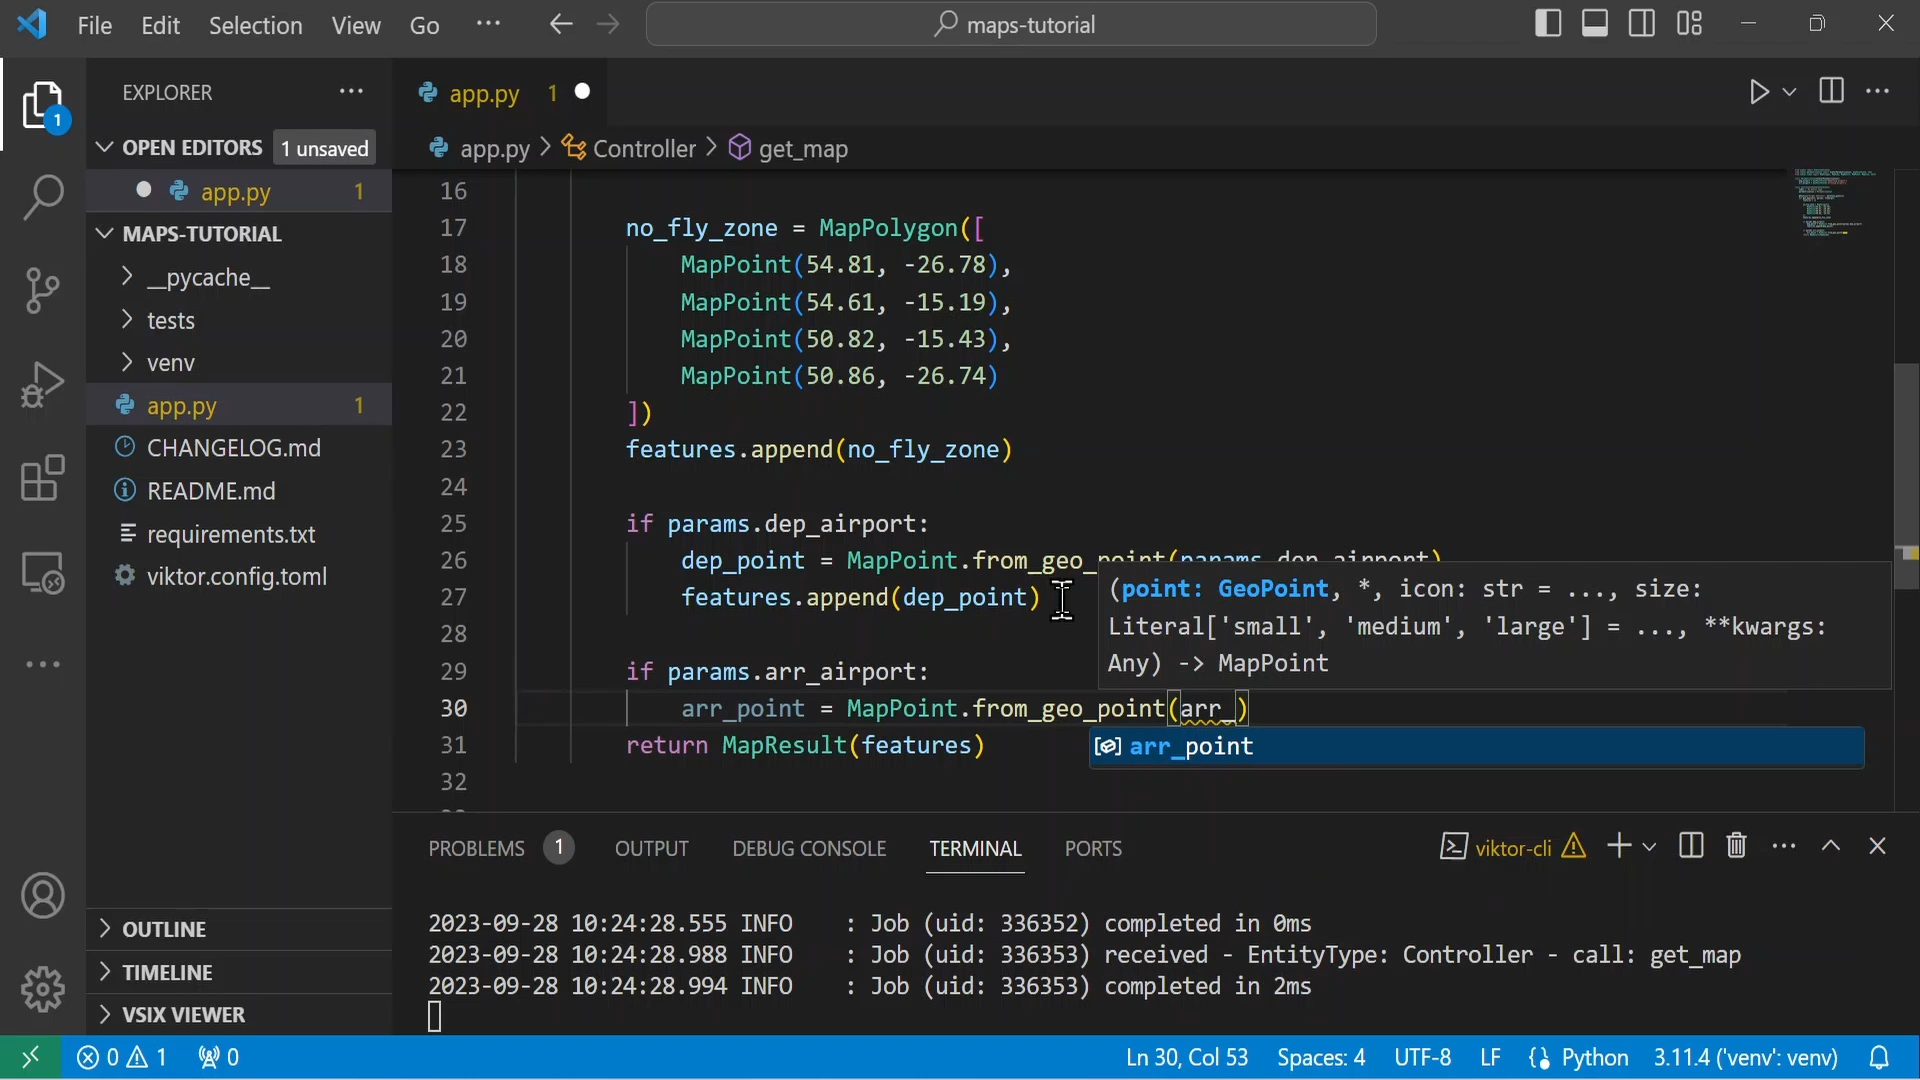 File Edit Selection View Go ··· maps-tutorial
EXPLORER ···
OPEN EDITORS 1 unsaved
app.py 1
MAPS-TUTORIAL
__pycache__
tests
venv
app.py 1
CHANGELOG.md
README.md
requirements.txt
viktor.config.toml
OUTLINE
TIMELINE
VSIX VIEWER
1
app.py 1
app.py > Controller > get_map
16
17 no_fly_zone = MapPolygon([
18 MapPoint(54.81, -26.78),
19 MapPoint(54.61, -15.19),
20 MapPoint(50.82, -15.43),
21 MapPoint(50.86, -26.74)
22 ])
23 features.append(no_fly_zone)
24
25 if params.dep_airport:
26 dep_point = MapPoint.from_geo_point(params.dep_airport)
27 features.append(dep_point)
28
29 if params.arr_airport:
30 arr_point = MapPoint.from_geo_point(arr_)
31 return MapResult(features)
32
(point: GeoPoint, *, icon: str = ..., size:
Literal['small', 'medium', 'large'] = ..., **kwargs:
Any) -> MapPoint
arr_point
PROBLEMS 1 OUTPUT DEBUG CONSOLE TERMINAL PORTS viktor-cli
2023-09-28 10:24:28.555 INFO : Job (uid: 336352) completed in 0ms
2023-09-28 10:24:28.988 INFO : Job (uid: 336353) received - EntityType: Controller - call: get_map
2023-09-28 10:24:28.994 INFO : Job (uid: 336353) completed in 2ms
0 1 0 Ln 30, Col 53 Spaces: 4 UTF-8 LF Python 3.11.4 ('venv': venv)